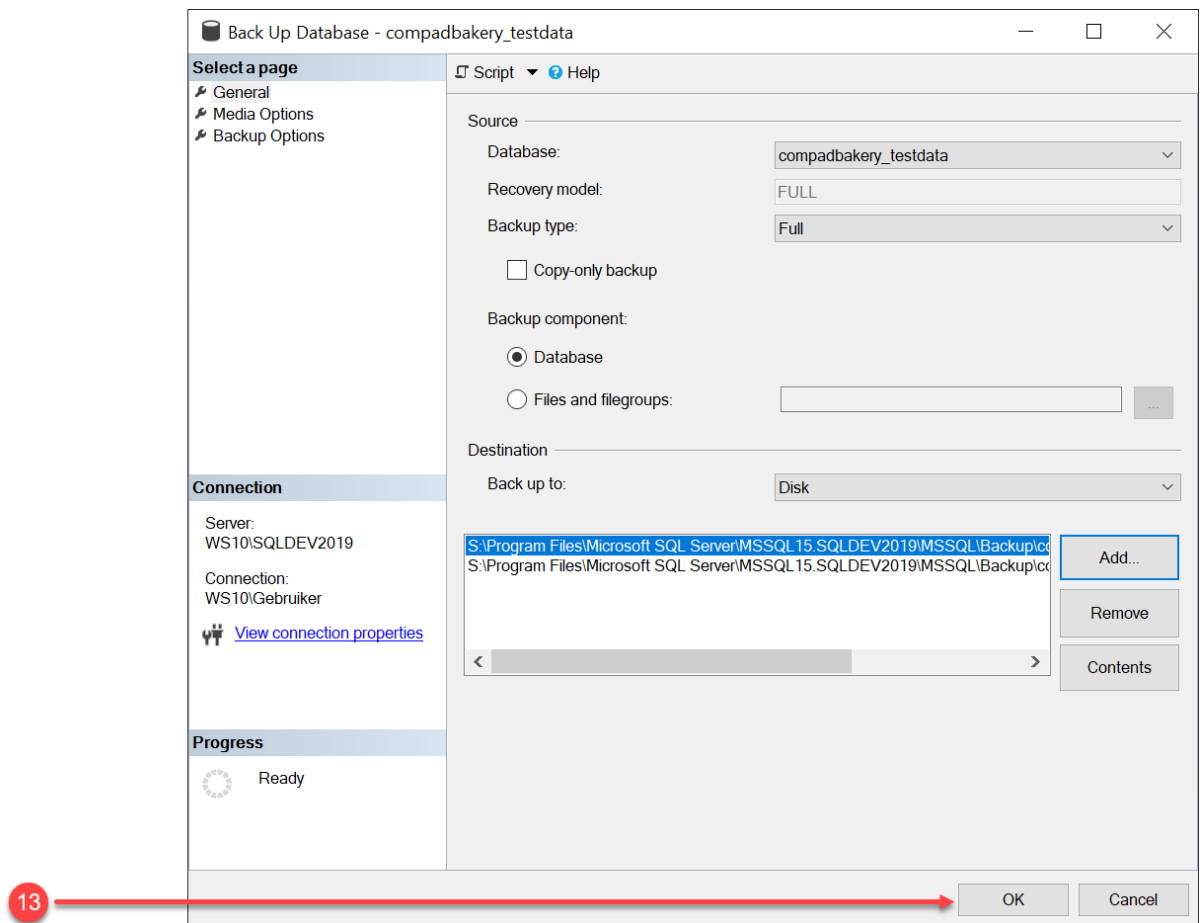 Back Up Database - compadbakery_testdata
Select a page
General
Media Options
Backup Options
Script Help
Source
Database: compadbakery_testdata
Recovery model: FULL
Backup type: Full
Copy-only backup
Backup component:
Database
Files and filegroups: ...
Destination
Back up to: Disk
S:\Program Files\Microsoft SQL Server\MSSQL15.SQLDEV2019\MSSQL\Backup\co
S:\Program Files\Microsoft SQL Server\MSSQL15.SQLDEV2019\MSSQL\Backup\co
Add...
Remove
Contents
Connection
Server:
WS10\SQLDEV2019
Connection:
WS10\Gebruiker
View connection properties
Progress
Ready
13
OK Cancel